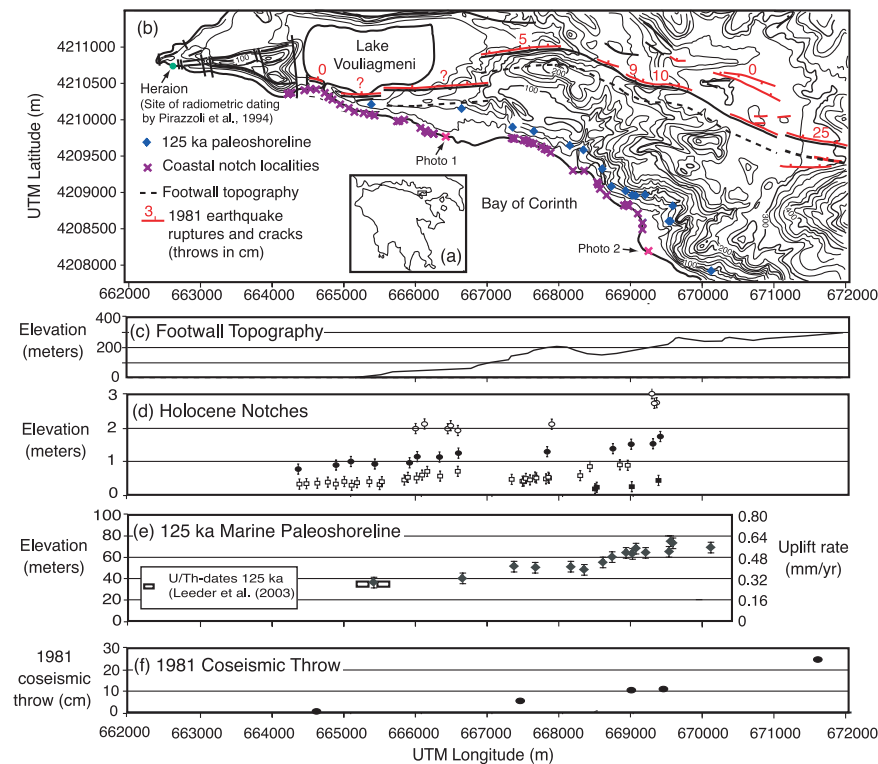 (b)
4211000
4210500
4210000
4209500
4209000
4208500
4208000
UTM Latitude (m)
Lake
Vouliagmeni
100
Heraion
(Site of radiometric dating
by Pirazzoli et al., 1994)
125 ka paleoshoreline
Coastal notch localities
Footwall topography
3
1981 earthquake
ruptures and cracks
(throws in cm)
0
?
?
5
9
10
0
25
200
100
300
200
100
Photo 1
Bay of Corinth
Photo 2
(a)
662000 663000 664000 665000 666000 667000 668000 669000 670000 671000 672000
Elevation
(meters)
400
200
0
(c) Footwall Topography
Elevation
(meters)
3
2
1
0
(d) Holocene Notches
Elevation
(meters)
100
80
60
40
20
0
(e) 125 ka Marine Paleoshoreline
U/Th-dates 125 ka
(Leeder et al. (2003)
0.80
0.64
0.48
0.32
0.16
0
Uplift rate
(mm/yr)
1981
coseismic
throw (cm)
30
20
10
0
(f) 1981 Coseismic Throw
662000 663000 664000 665000 666000 667000 668000 669000 670000 671000 672000
UTM Longitude (m)